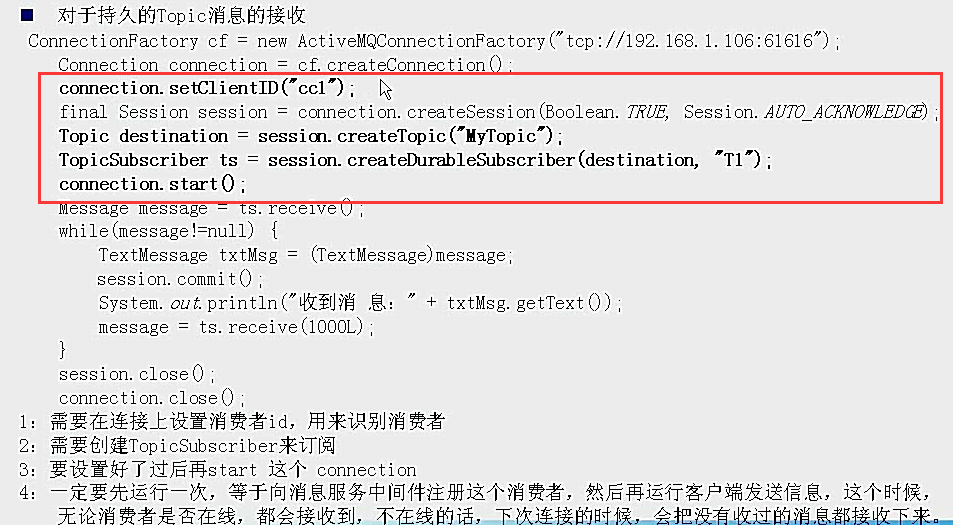 ■ 对于持久的Topic消息的接收
ConnectionFactory cf = new ActiveMQConnectionFactory("tcp://192.168.1.106:61616");
Connection connection = cf.createConnection();
connection.setClientID("cc1");
final Session session = connection.createSession(Boolean.TRUE, Session.AUTO_ACKNOWLEDGE);
Topic destination = session.createTopic("MyTopic");
TopicSubscriber ts = session.createDurableSubscriber(destination, "T1");
connection.start();
Message message = ts.receive();
while(message!=null) {
TextMessage txtMsg = (TextMessage)message;
session.commit();
System.out.println("收到消 息：" + txtMsg.getText());
message = ts.receive(1000L);
}
session.close();
connection.close();
1：需要在连接上设置消费者id，用来识别消费者
2：需要创建TopicSubscriber来订阅
3：要设置好了过后再start 这个 connection
4：一定要先运行一次，等于向消息服务中间件注册这个消费者，然后再运行客户端发送信息，这个时候，
无论消费者是否在线，都会接收到，不在线的话，下次连接的时候，会把没有收过的消息都接收下来。